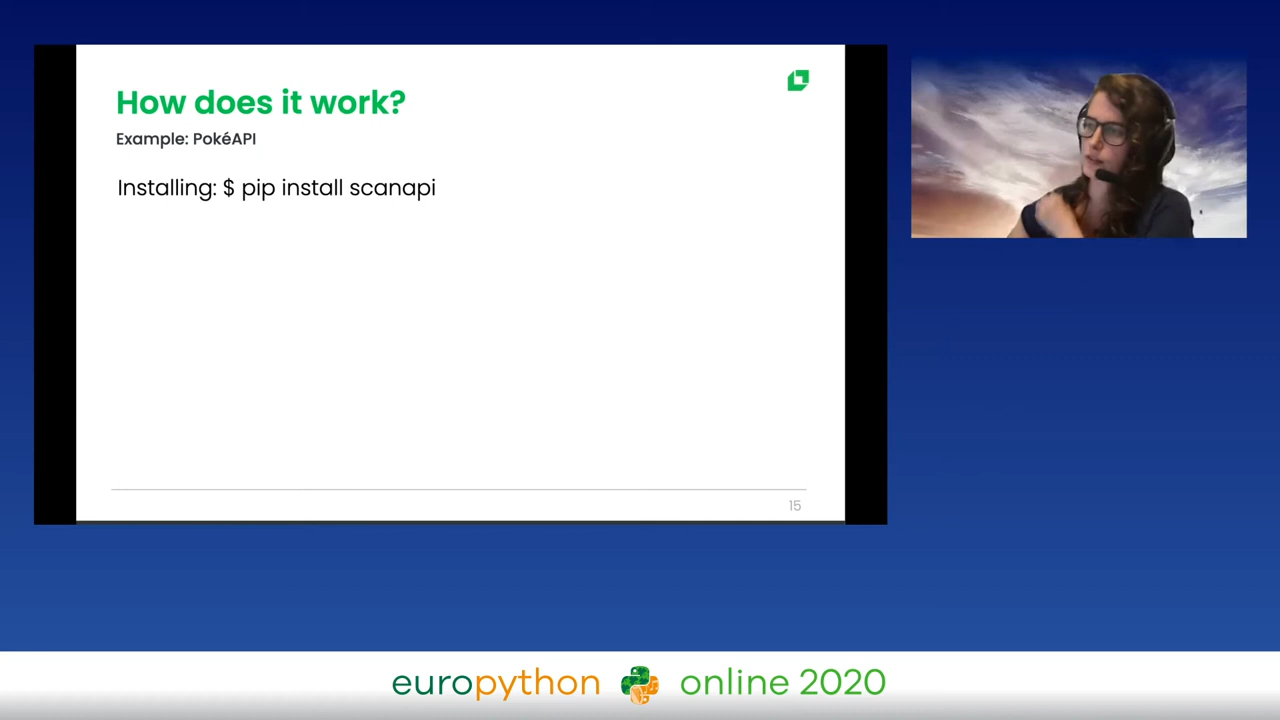 How does it work?
Example: PokéAPI
Installing: $ pip install scanapi
15
europython online 2020